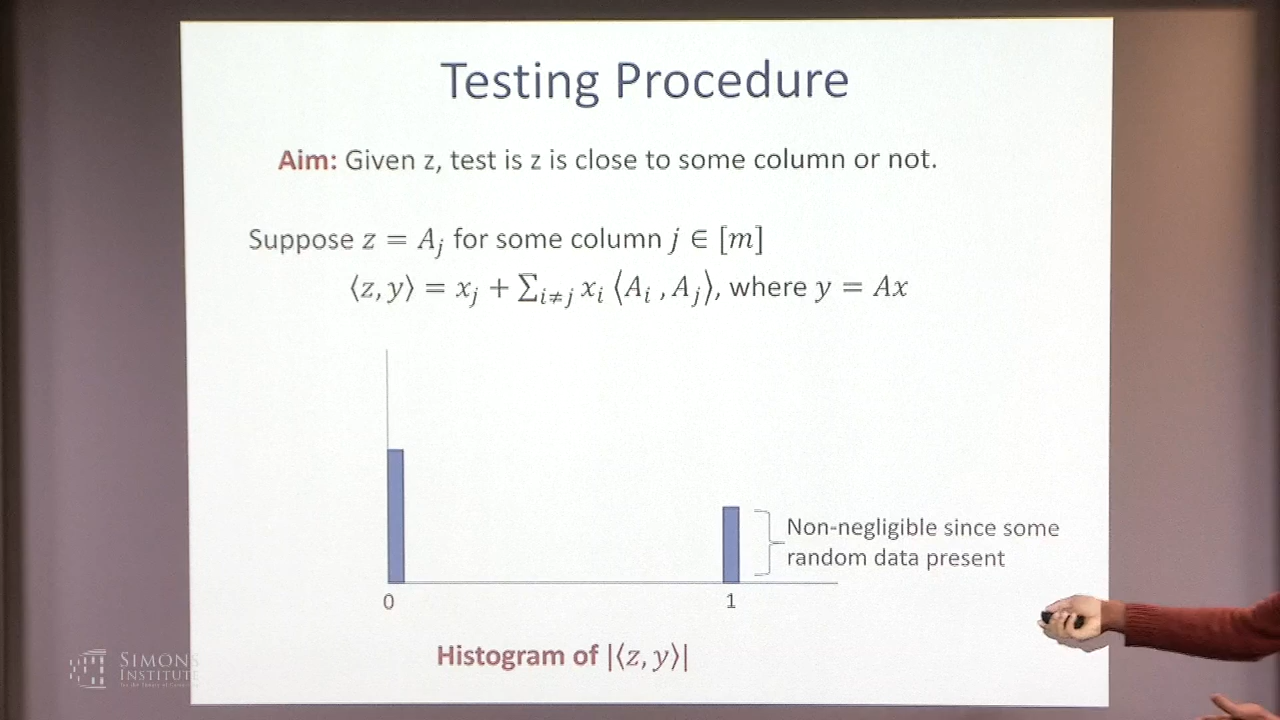 Testing Procedure
Aim: Given z, test is z is close to some column or not.
Suppose z = A_j for some column j ∈ [m]
⟨z, y⟩ = x_j + ∑_{i≠j} x_i ⟨A_i , A_j⟩, where y = Ax
Non-negligible since some
random data present
0
1
Histogram of |⟨z, y⟩|
SIMONS
INSTITUTE